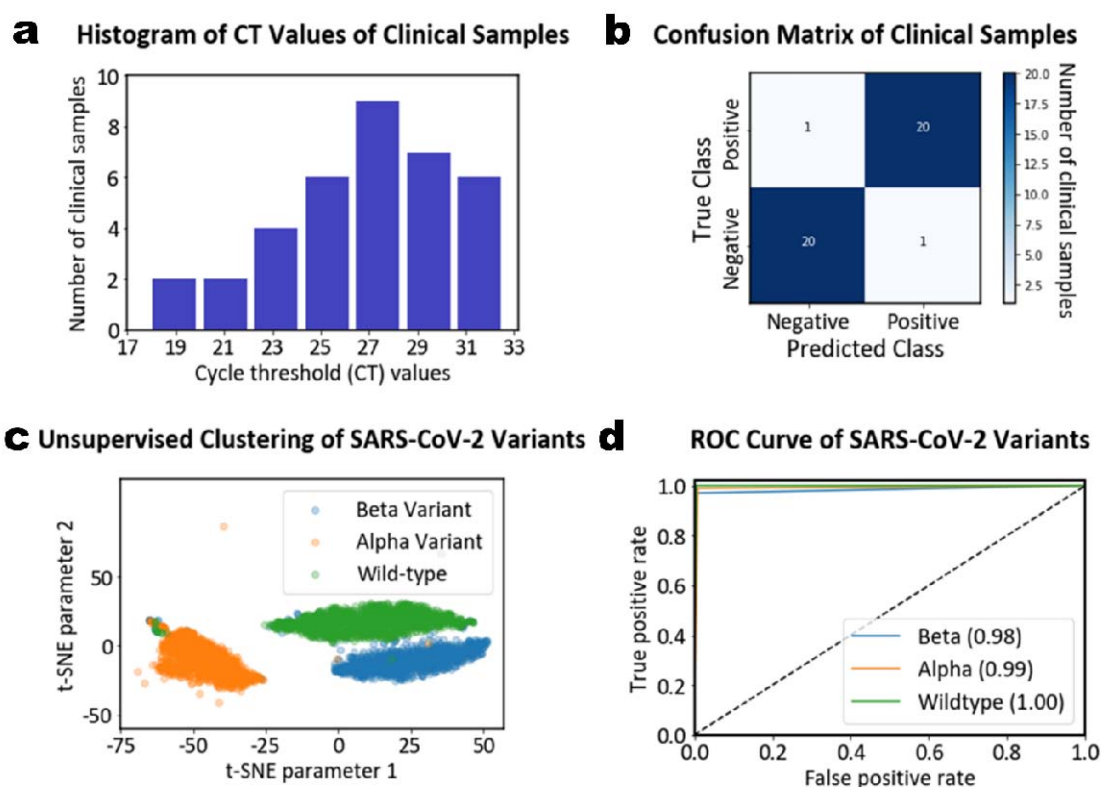 a Histogram of CT Values of Clinical Samples
Number of clinical samples
10
8
6
4
2
0
17 19 21 23 25 27 29 31 33
Cycle threshold (CT) values
b Confusion Matrix of Clinical Samples
True Class
Positive
Negative
1 20
20 1
Negative Positive
Predicted Class
20.0
17.5
15.0
12.5
10.0
7.5
5.0
2.5
Number of clinical samples
c Unsupervised Clustering of SARS-CoV-2 Variants
t-SNE parameter 2
50
0
-50
Beta Variant
Alpha Variant
Wild-type
-75 -50 -25 0 25 50
t-SNE parameter 1
d ROC Curve of SARS-CoV-2 Variants
True positive rate
1.0
0.8
0.6
0.4
0.2
0.0
Beta (0.98)
Alpha (0.99)
Wildtype (1.00)
0.0 0.2 0.4 0.6 0.8 1.0
False positive rate